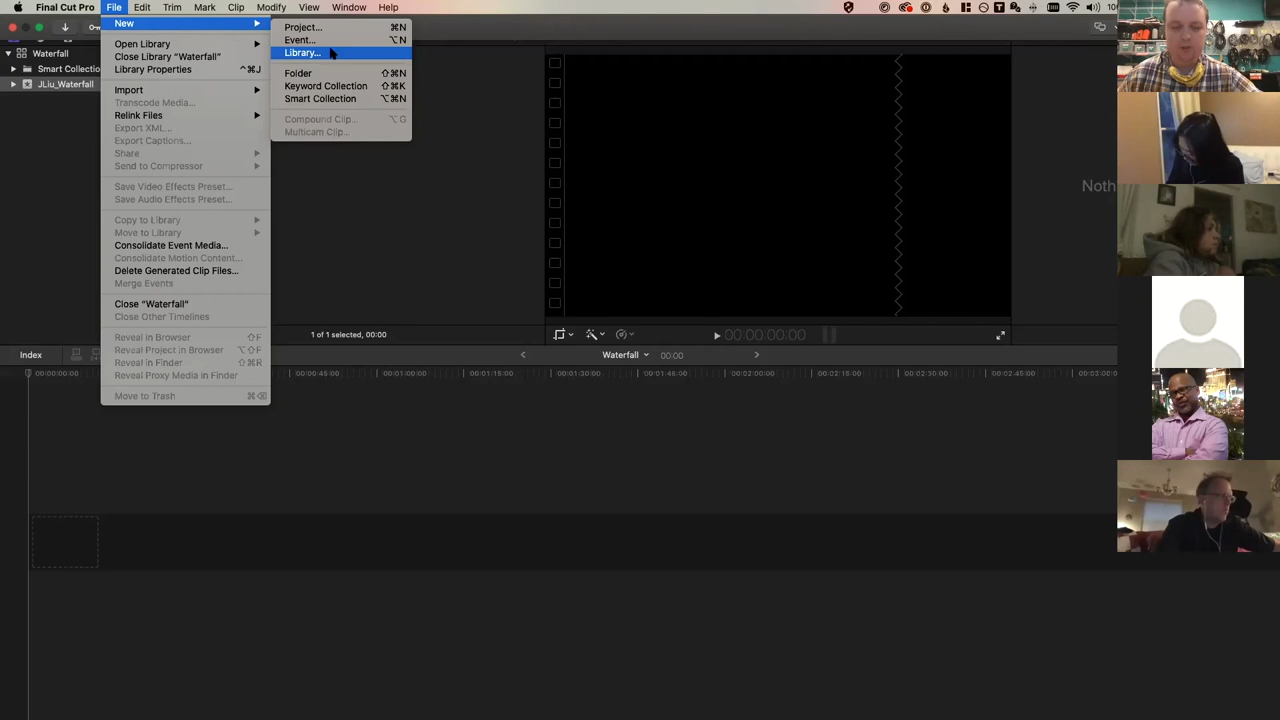 Final Cut Pro File Edit Trim Mark Clip Modify View Window Help
New
Open Library
Close Library "Waterfall"
Library Properties ^⌘J
Import
Transcode Media...
Relink Files
Export XML...
Export Captions...
Share
Send to Compressor
Save Video Effects Preset...
Save Audio Effects Preset...
Copy to Library
Move to Library
Consolidate Event Media...
Consolidate Motion Content...
Delete Generated Clip Files...
Merge Events
Close "Waterfall"
Close Other Timelines
Reveal in Browser ⇧F
Reveal Project in Browser ⌥⇧F
Reveal in Finder ⇧⌘R
Reveal Proxy Media in Finder
Move to Trash ⌘⌫
Project... ⌘N
Event... ⌥N
Library...
Folder ⇧⌘N
Keyword Collection ⇧⌘K
Smart Collection ⌥⌘N
Compound Clip... ⌥G
Multicam Clip...
Waterfall
Smart Collectio
JLiu_Waterfall
Noth
1 of 1 selected, 00:00
00:00:00:00
Index
Waterfall 00:00
00:00:00:00 00:00:45:00 00:01:00:00 00:01:15:00 00:01:30:00 00:01:45:00 00:02:00:00 00:02:15:00 00:02:30:00 00:02:45:00 00:03:00:0